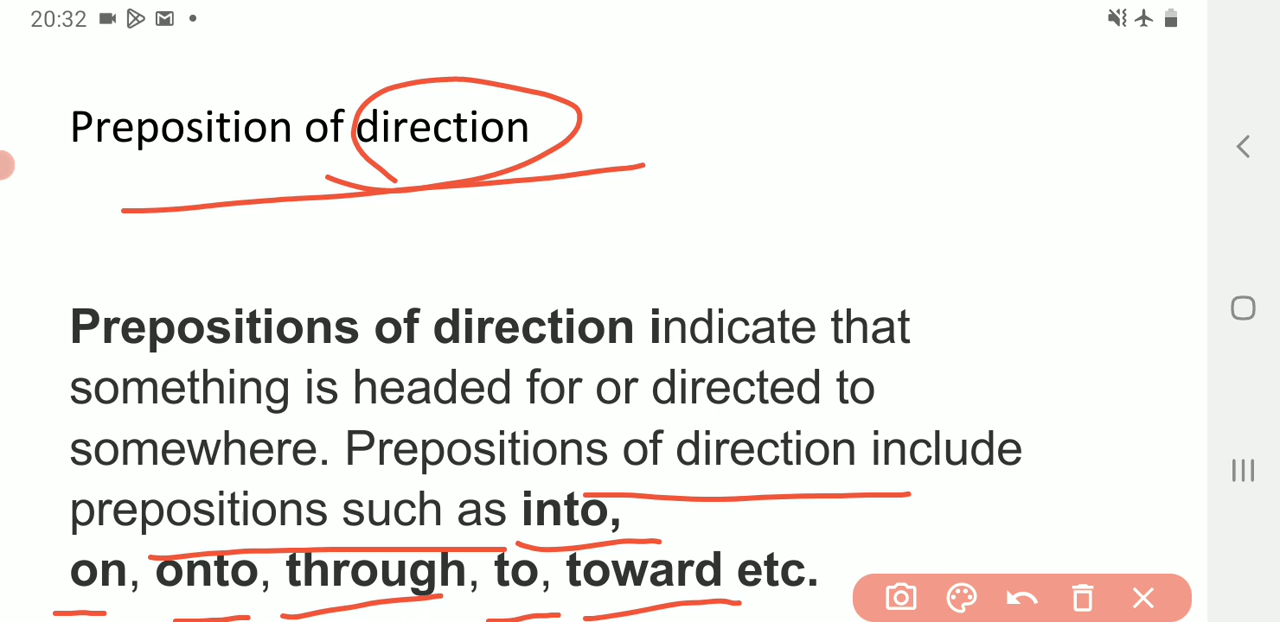 20:32
Preposition of direction
Prepositions of direction indicate that
something is headed for or directed to
somewhere. Prepositions of direction include
prepositions such as into,
on, onto, through, to, toward etc.